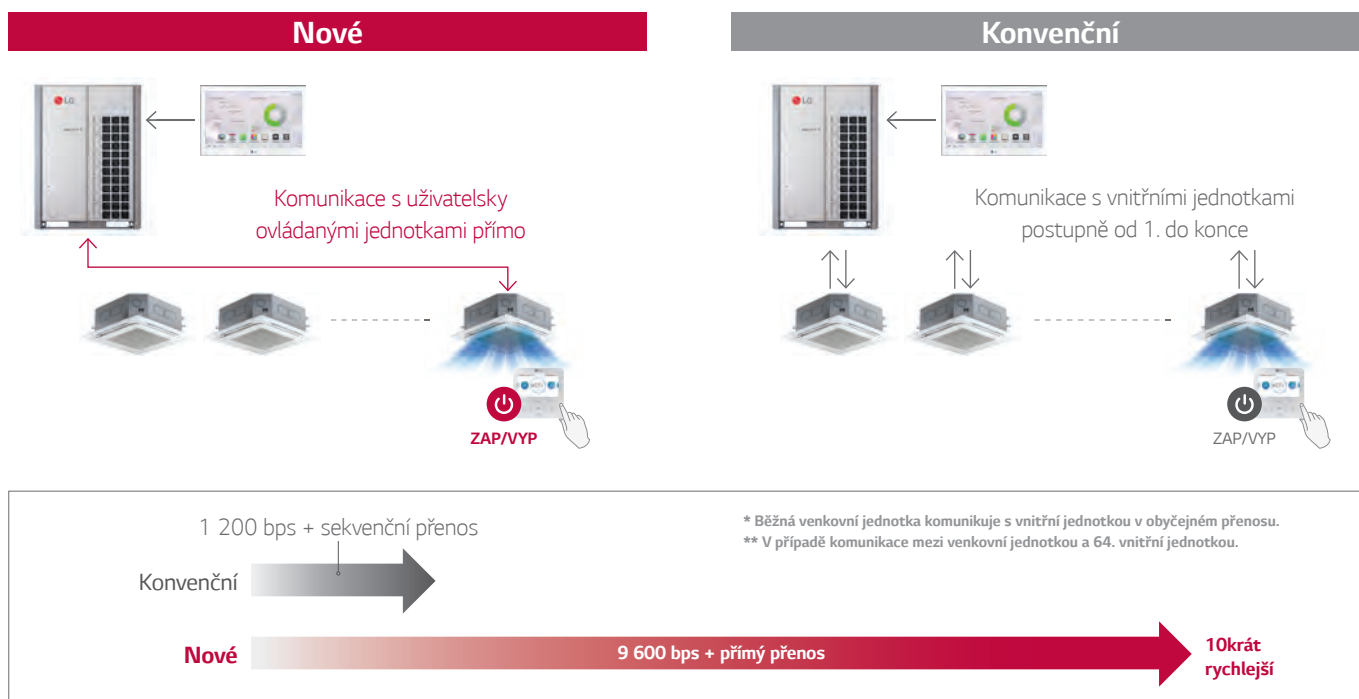 Nové
Konvenční
LG
LG
Komunikace s uživatelsky
ovládanými jednotkami přímo
Komunikace s vnitřními jednotkami
postupně od 1. do konce
ZAP/VYP
ZAP/VYP
1 200 bps + sekvenční přenos
* Běžná venkovní jednotka komunikuje s vnitřní jednotkou v obyčejném přenosu.
** V případě komunikace mezi venkovní jednotkou a 64. vnitřní jednotkou.
Konvenční
Nové
9 600 bps + přímý přenos
10krát
rychlejší